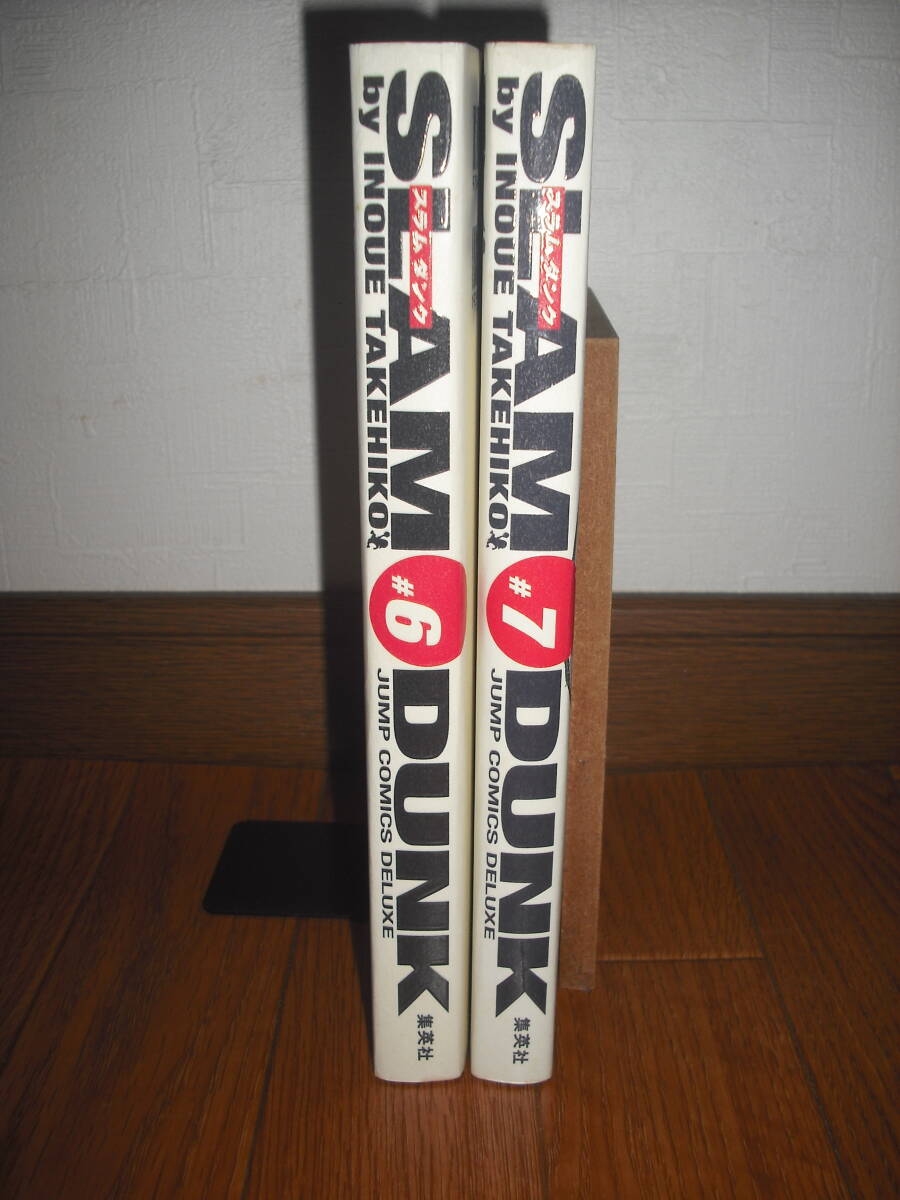 SLAM DUNK
スラムダンク
by INOUE TAKEHIKO
#6
JUMP COMICS DELUXE
集英社
SLAM DUNK
スラムダンク
by INOUE TAKEHIKO
#7
JUMP COMICS DELUXE
集英社